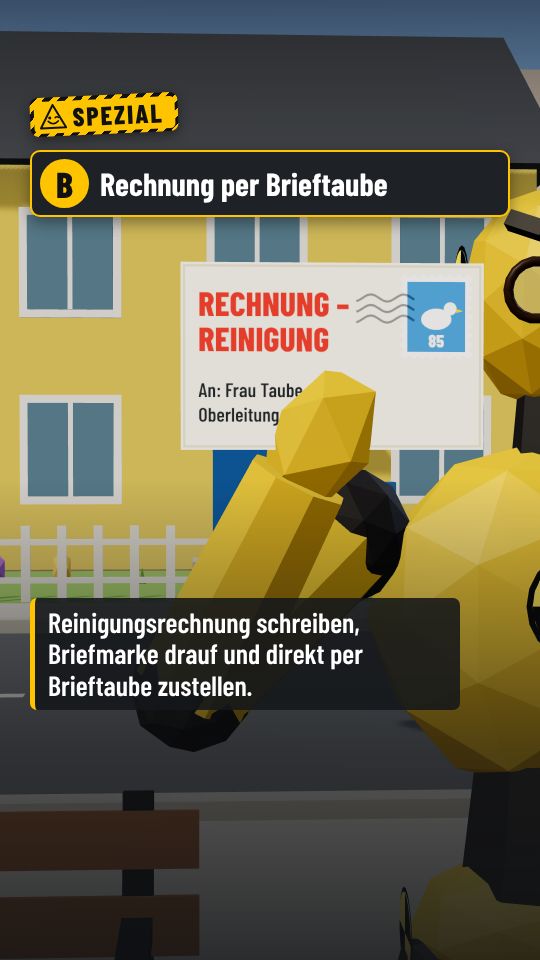 SPEZIAL
B Rechnung per Brieftaube
RECHNUNG –
REINIGUNG
85
An: Frau Taube
Oberleitung
Reinigungsrechnung schreiben,
Briefmarke drauf und direkt per
Brieftaube zustellen.